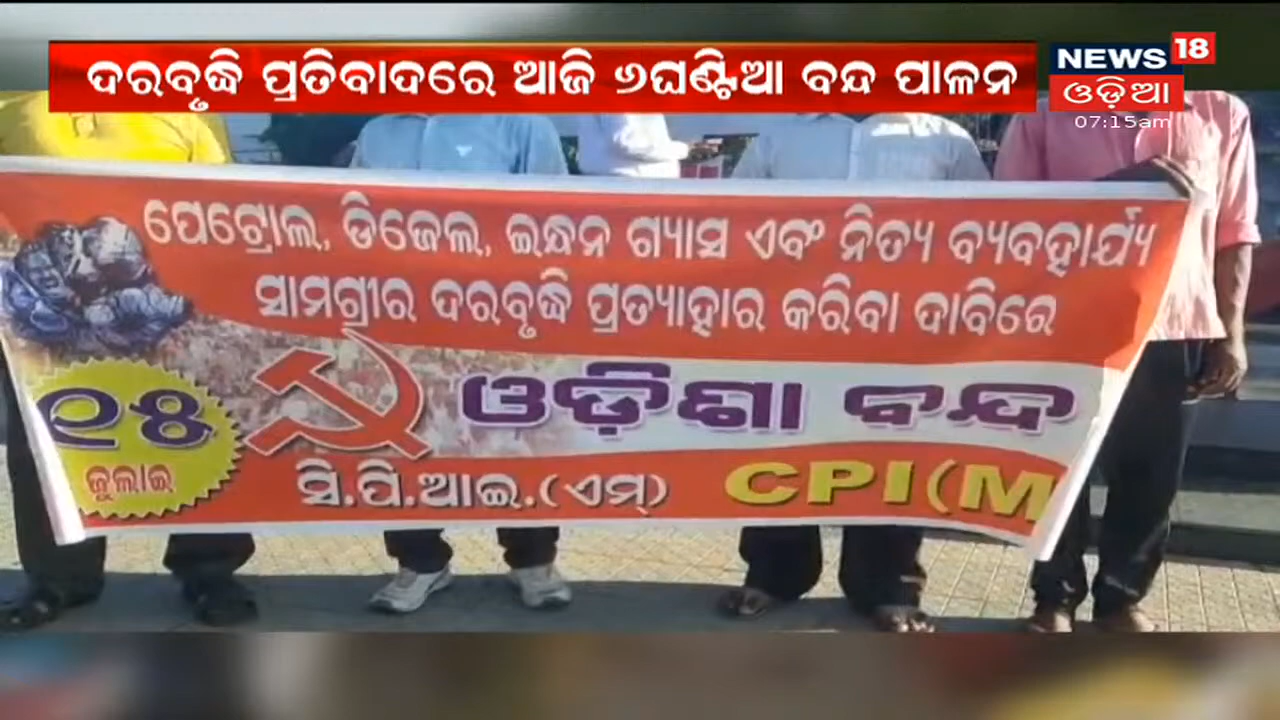 ଦରବୃଦ୍ଧି ପ୍ରତିବାଦରେ ଆଜି ୬ଘଣ୍ଟିଆ ବନ୍ଦ ପାଳନ
NEWS 18
ଓଡ଼ିଆ
07:15am
ପେଟ୍ରୋଲ, ଡିଜେଲ, ଇନ୍ଧନ ଗ୍ୟାସ ଏବଂ ନିତ୍ୟ ବ୍ୟବହାର୍ଯ୍ୟ
ସାମଗ୍ରୀର ଦରବୃଦ୍ଧି ପ୍ରତ୍ୟାହାର କରିବା ଦାବିରେ
୧୫ ଓଡ଼ିଶା ବନ୍ଦ
ଜୁଲାଇ ସି.ପି.ଆଇ.(ଏମ୍) CPI(M